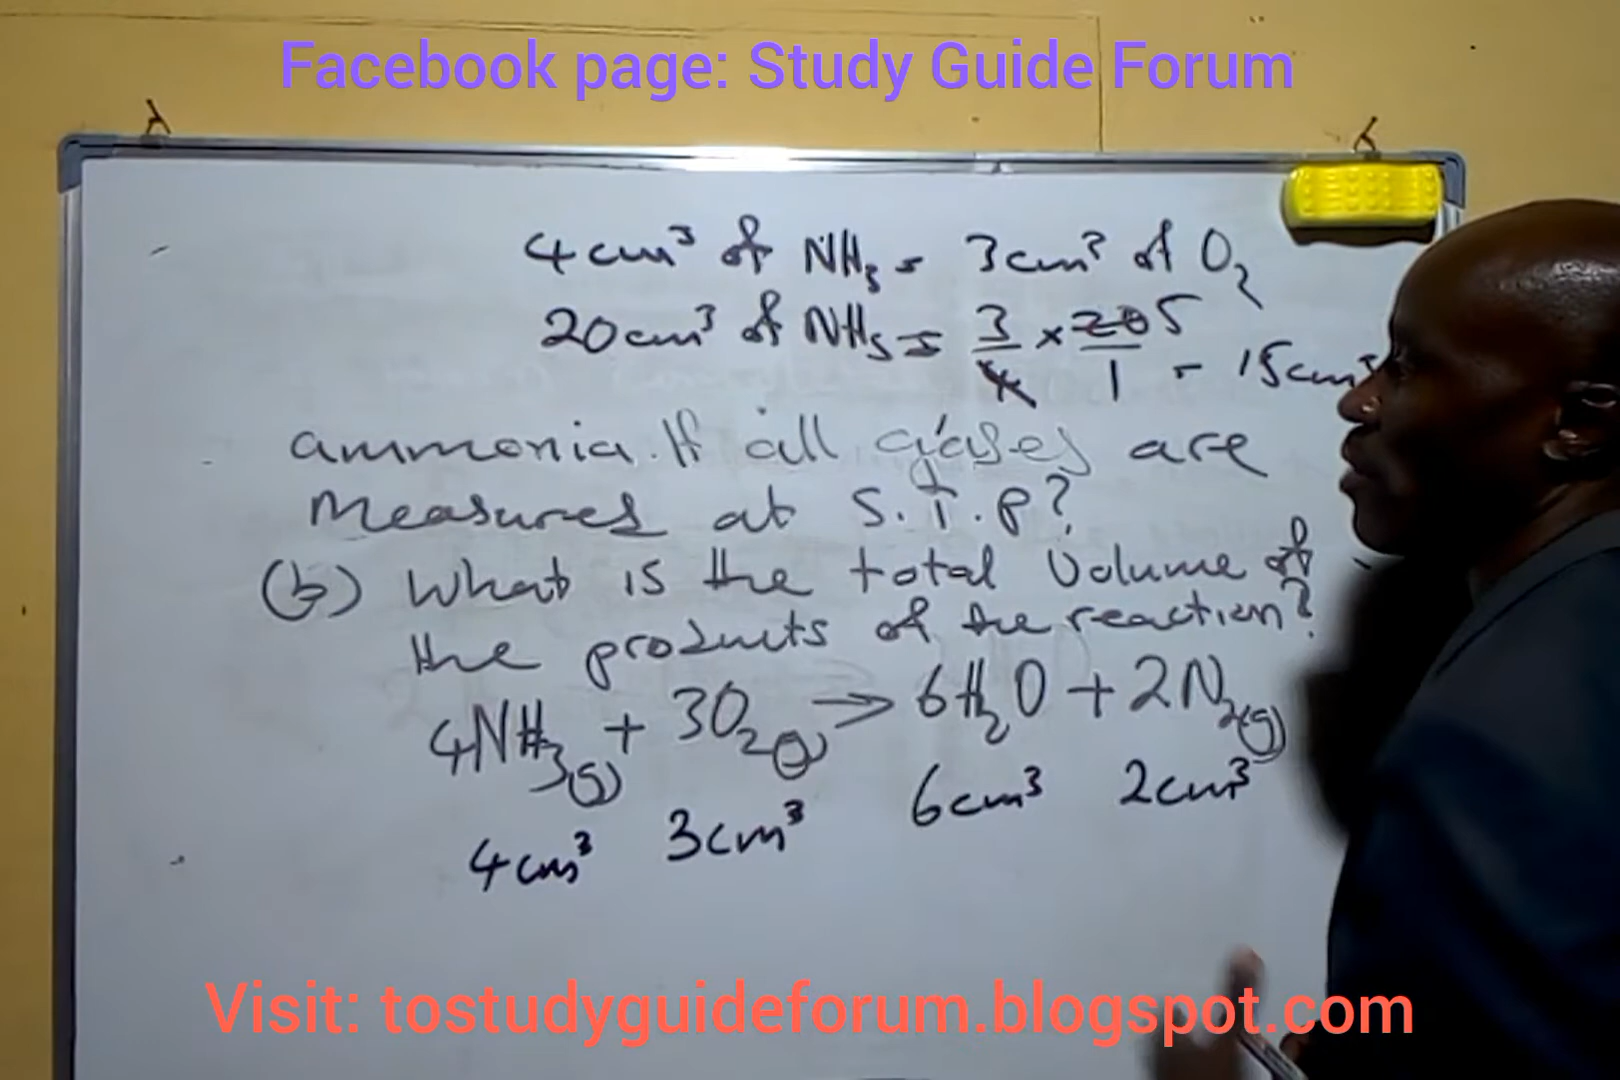 Facebook page: Study Guide Forum
4cm³ of NH₃ = 3cm³ of O₂
20cm³ of NH₃ = 3/4 × 20/1 5 = 15cm³
ammonia. If all gases are
Measures at S.T.P?
(b) What is the total Volume of
the products of the reaction?
4NH₃(g) + 3O₂(g) → 6H₂O + 2N₂(g)
4cm³ 3cm³ 6cm³ 2cm³
Visit: tostudyguideforum.blogspot.com